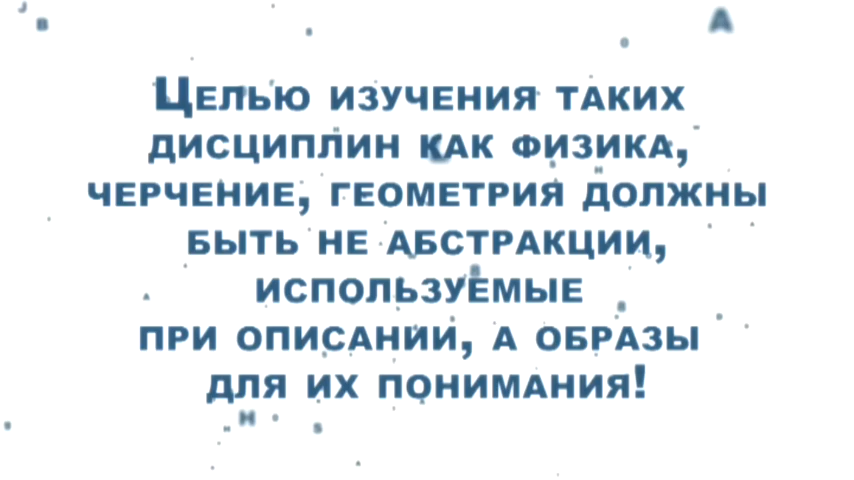 Целью изучения таких
дисциплин как физика,
черчение, геометрия должны
быть не абстракции,
используемые
при описании, а образы
для их понимания!